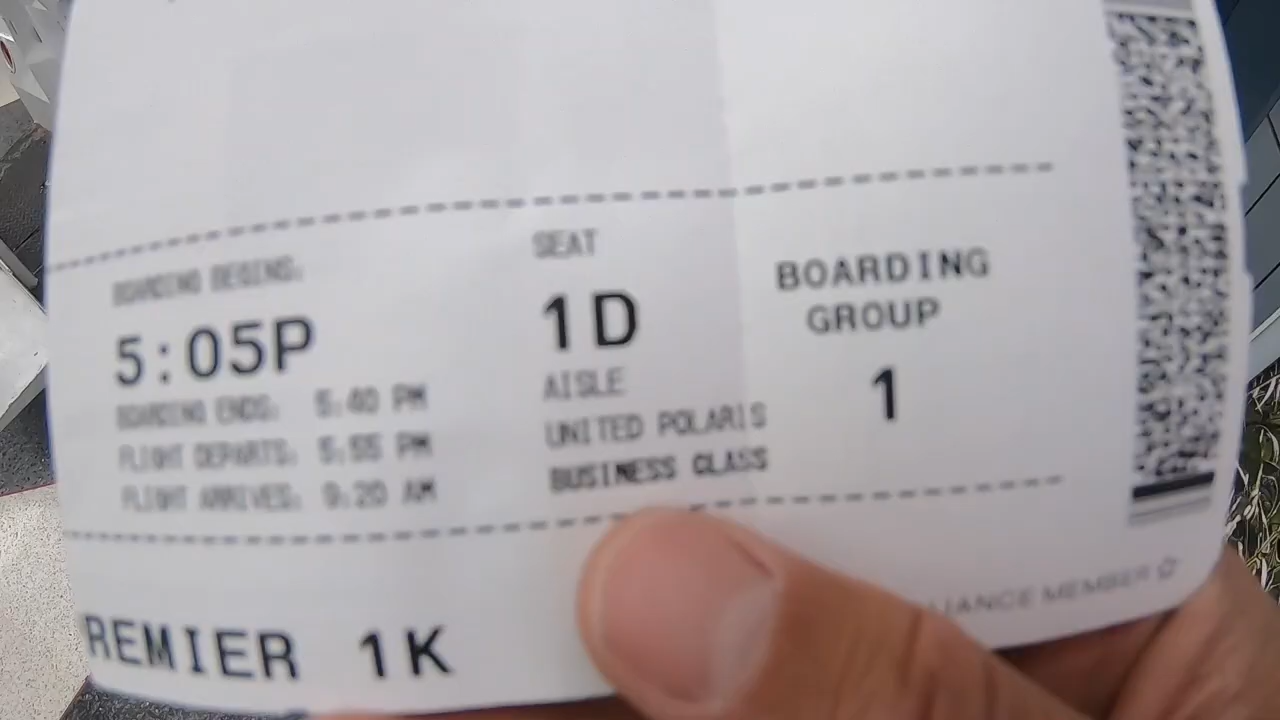 BOARDING BEGINS:
5:05P
BOARDING ENDS: 5:40 PM
FLIGHT DEPARTS: 5:55 PM
FLIGHT ARRIVES: 9:20 AM
SEAT
1D
AISLE
UNITED POLARIS
BUSINESS CLASS
BOARDING
GROUP
1
REMIER 1K
LIANCE MEMBER